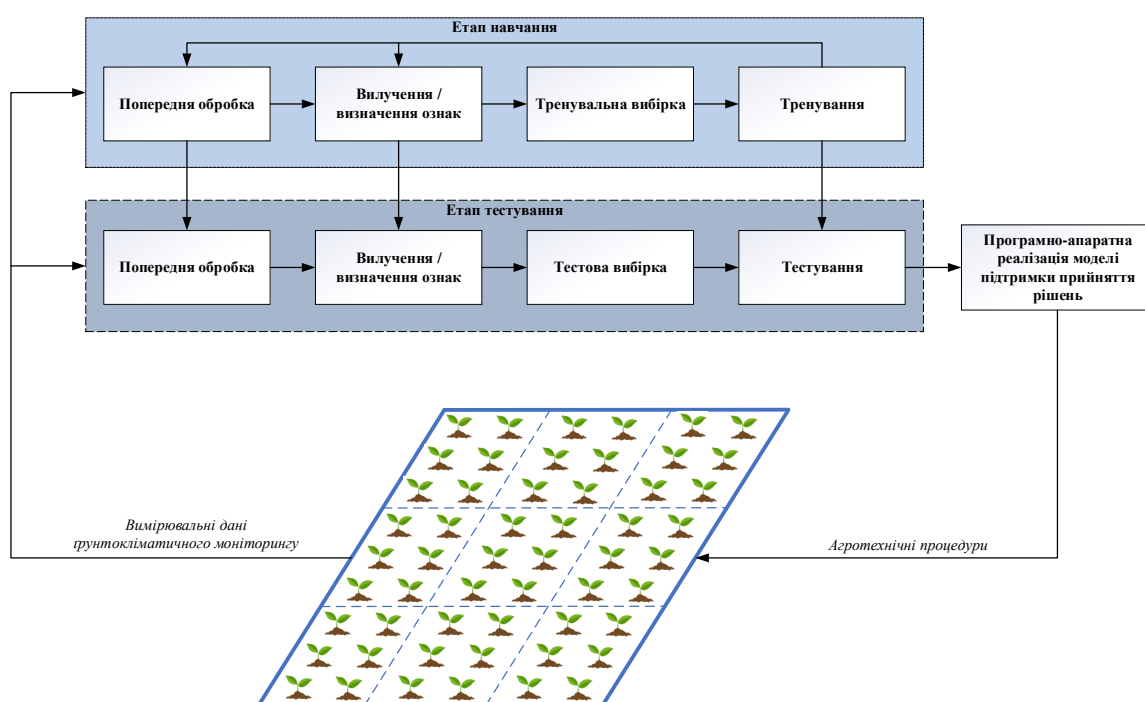 Етап навчання
Попередня обробка
Вилучення /
визначення ознак
Тренувальна вибірка
Тренування
Етап тестування
Попередня обробка
Вилучення /
визначення ознак
Тестова вибірка
Тестування
Програмно-апаратна
реалізація моделі
підтримки прийняття
рішень
Вимірювальні дані
ґрунтокліматичного моніторингу
Агротехнічні процедури